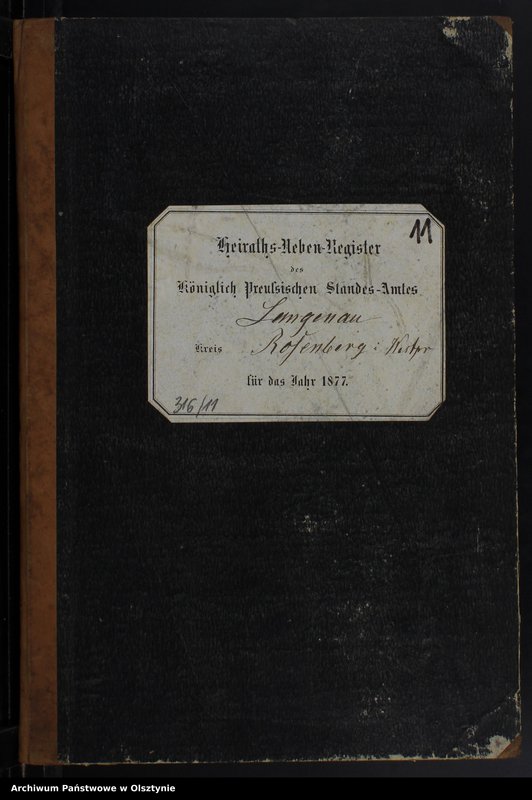 11
Heiraths-Neben-Register
des
Königlich Preußischen Standes-Amtes
Langenau
Kreis Rosenberg i Westpr
für das Jahr 1877.
316/11
Archiwum Państwowe w Olsztynie